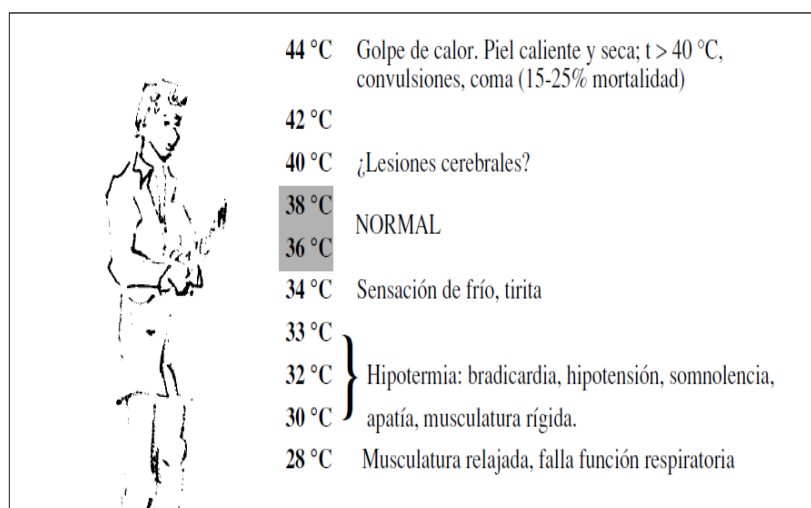 44 °C Golpe de calor. Piel caliente y seca; t > 40 °C,
convulsiones, coma (15-25% mortalidad)
42 °C
40 °C ¿Lesiones cerebrales?
38 °C
NORMAL
36 °C
34 °C Sensación de frío, tirita
33 °C
32 °C Hipotermia: bradicardia, hipotensión, somnolencia,
30 °C apatía, musculatura rígida.
28 °C Musculatura relajada, falla función respiratoria